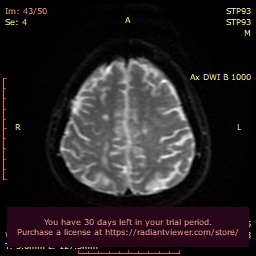 Im: 43/50
Se: 4
A
STP93
STP93
M
Ax DWI B 1000
R
L
You have 30 days left in your trial period.
Purchase a license at https://radiantviewer.com/store/